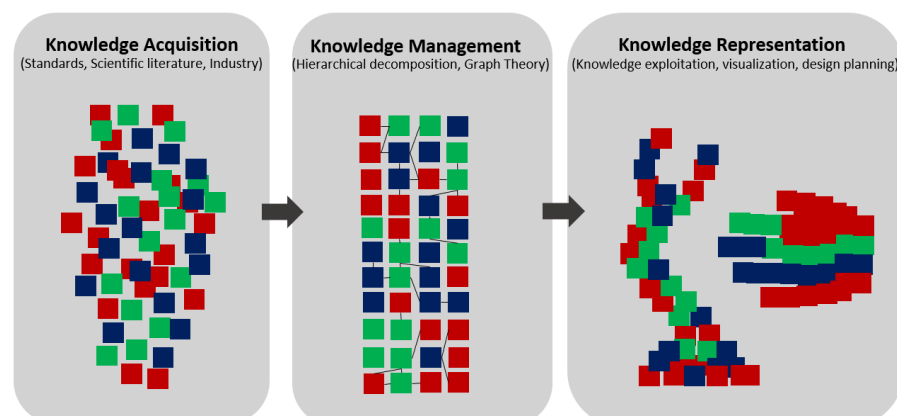 Knowledge Acquisition
(Standards, Scientific literature, Industry)
Knowledge Management
(Hierarchical decomposition, Graph Theory)
Knowledge Representation
(Knowledge exploitation, visualization, design planning)